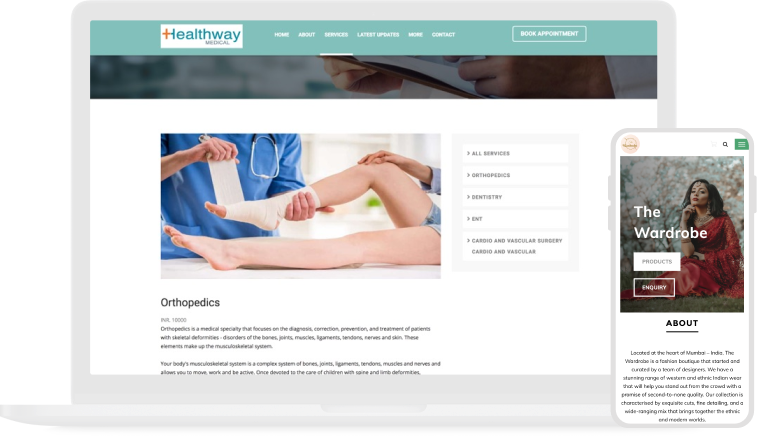 Healthway
MEDICAL
HOME ABOUT SERVICES LATEST UPDATES MORE CONTACT
BOOK APPOINTMENT
> ALL SERVICES
> ORTHOPEDICS
> DENTISTRY
> ENT
> CARDIO AND VASCULAR SURGERY
CARDIO AND VASCULAR
Orthopedics
INR, 10000
Orthopedics is a medical specialty that focuses on the diagnosis, correction, prevention, and treatment of patients
with skeletal deformities - disorders of the bones, joints, muscles, ligaments, tendons, nerves and skin. These
elements make up the musculoskeletal system.
Your body's musculoskeletal system is a complex system of bones, joints, ligaments, tendons, muscles and nerves and
allows you to move, work and be active. Once devoted to the care of children with spine and limb deformities,
The
Wardrobe
PRODUCTS
ENQUIRY
ABOUT
Located at the heart of Mumbai - India, The
Wardrobe is a fashion boutique that started and
curated by a team of designers. We have a
stunning range of western and ethnic Indian wear
that will help you stand out from the crowd with a
promise of second-to-none quality. Our collection is
characterised by exquisite cuts, fine detailing, and a
wide-ranging mix that brings together the ethnic
and modern worlds.